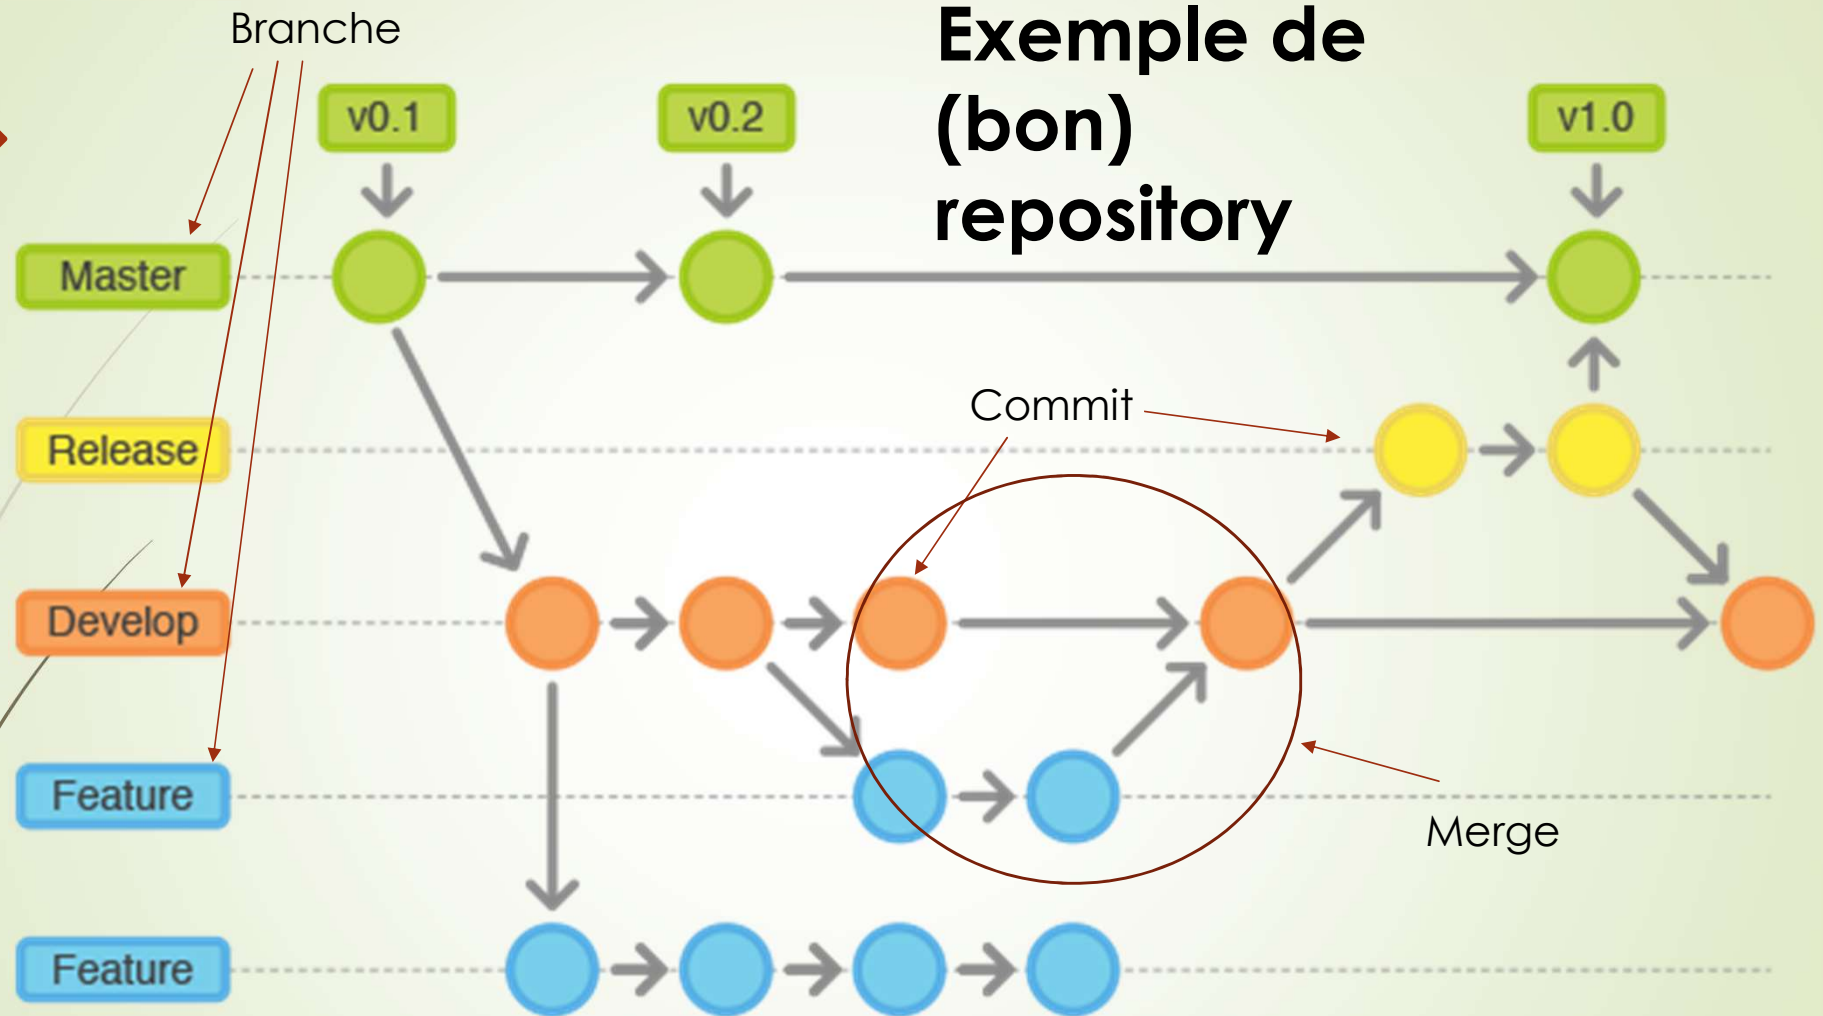 Branche
Exemple de
(bon)
repository
v0.1
v0.2
v1.0
Master
Commit
Release
Develop
Feature
Merge
Feature